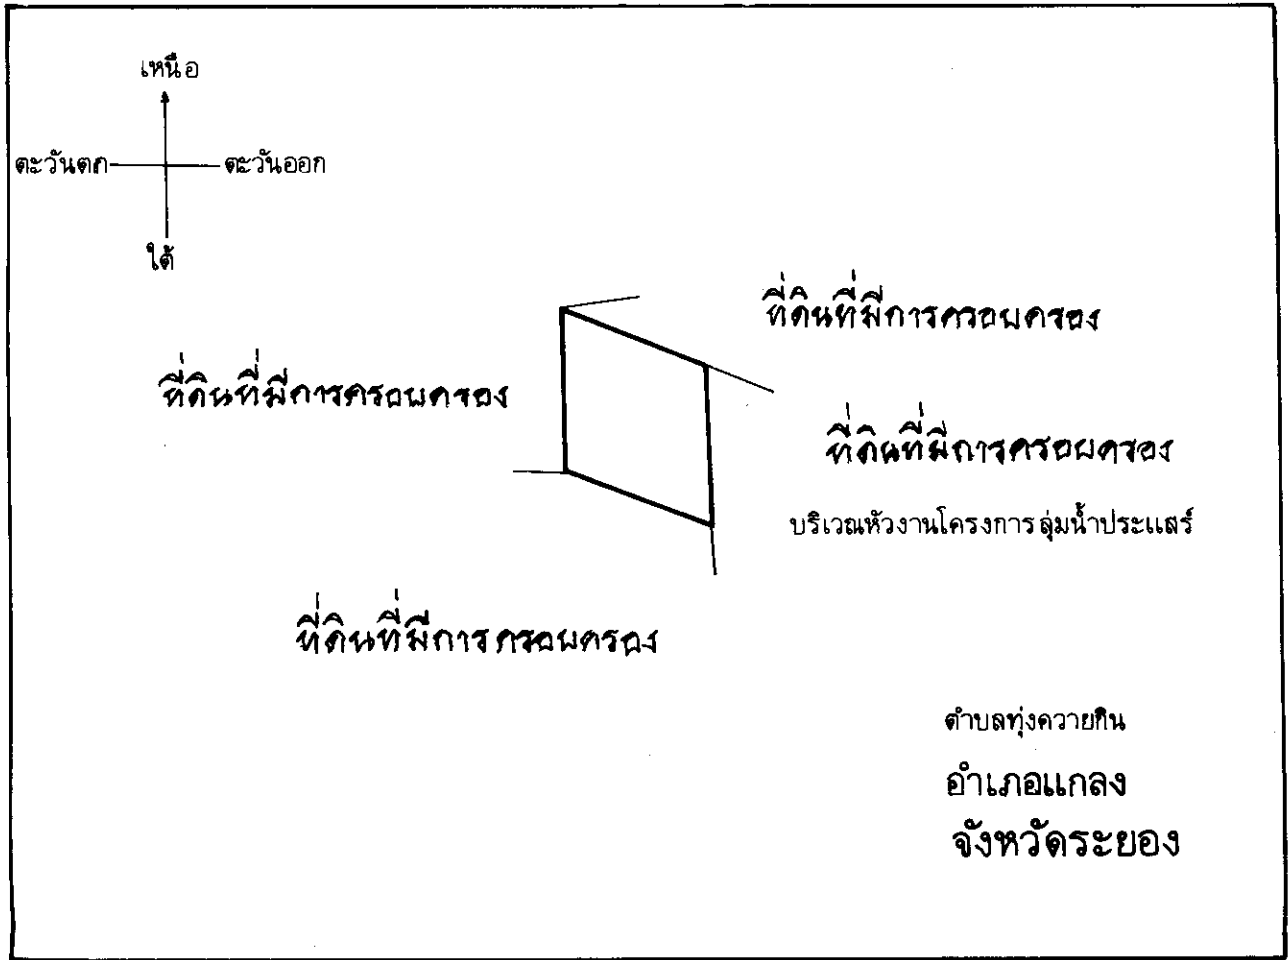 เหนือ
ตะวันตก
ตะวันออก
ใต้
ที่ดินที่มีการครอบครอง
ที่ดินที่มีการครอบครอง
ที่ดินที่มีการครอบครอง
บริเวณหัวงานโครงการลุ่มน้ำประแสร์
ที่ดินที่มีการครอบครอง
ตำบลทุ่งควายกิน
อำเภอแกลง
จังหวัดระยอง